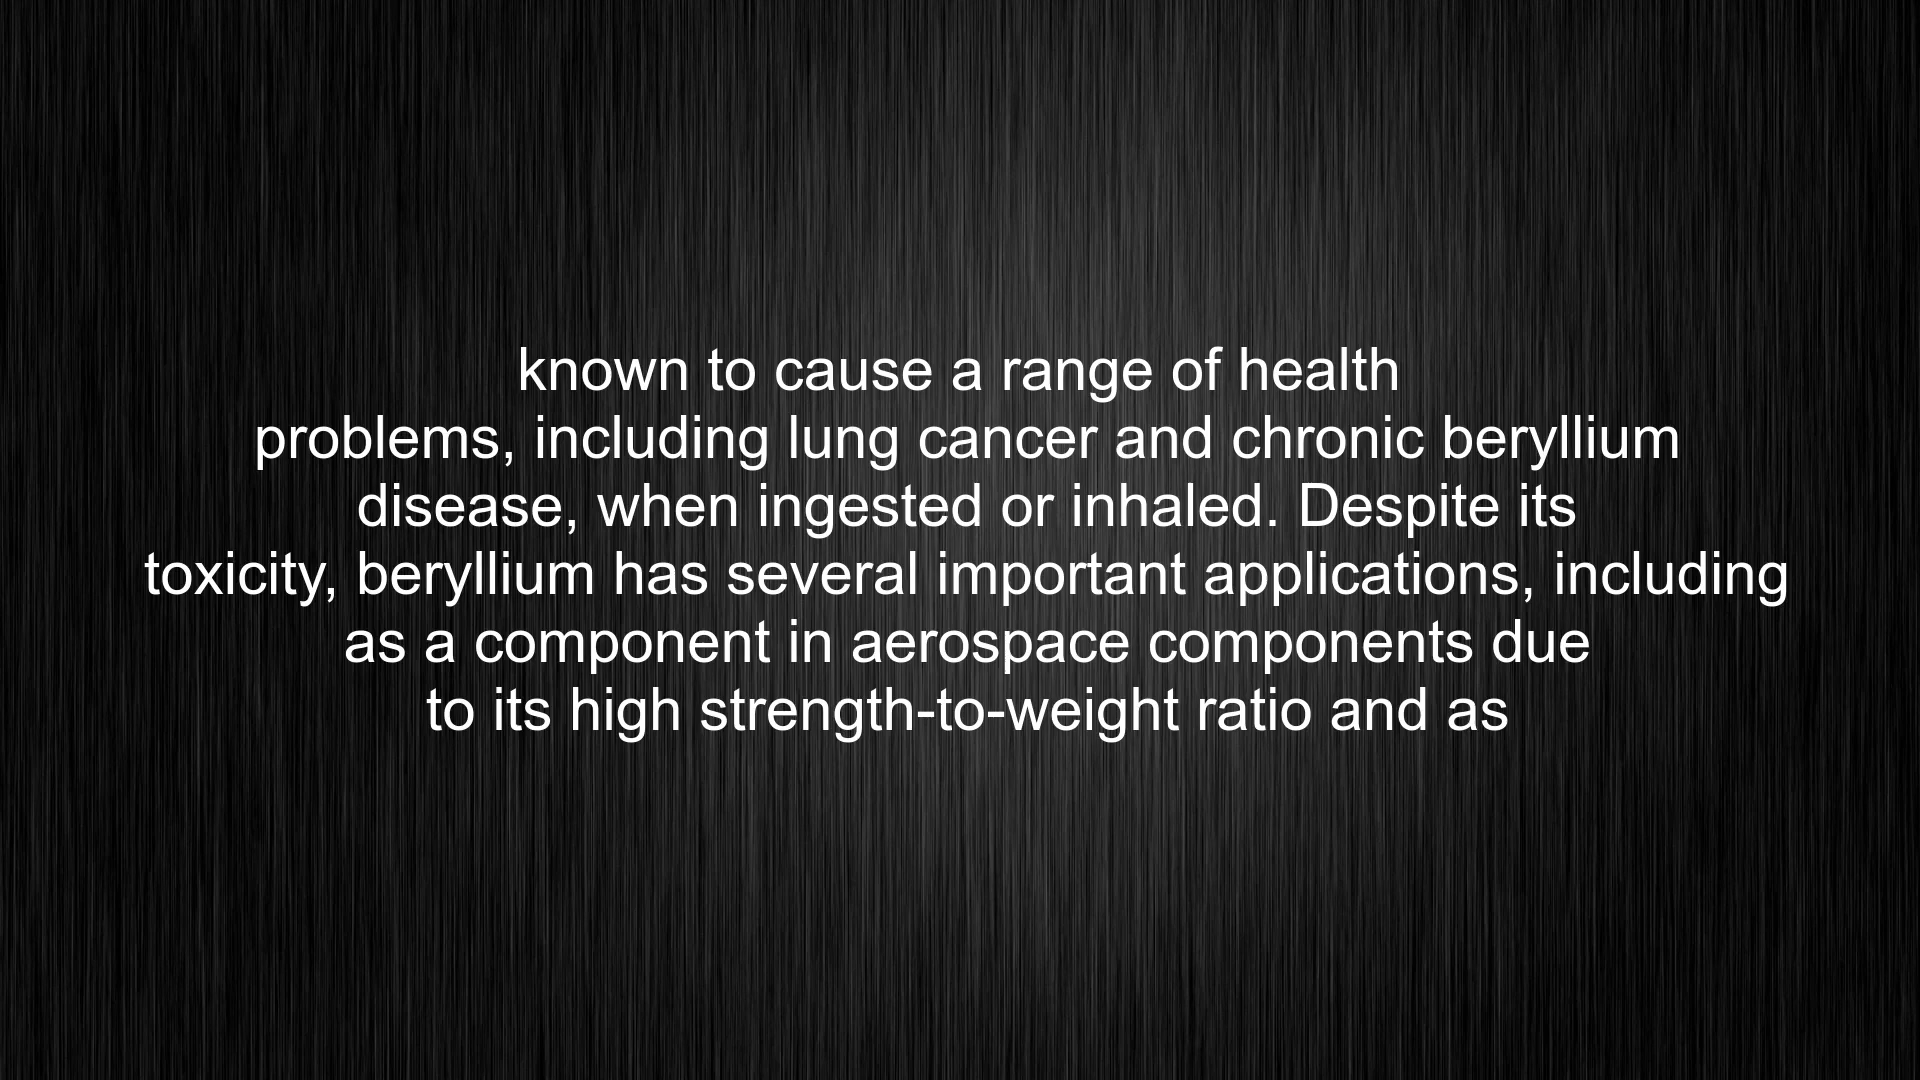 known to cause a range of health
problems, including lung cancer and chronic beryllium
disease, when ingested or inhaled. Despite its
toxicity, beryllium has several important applications, including
as a component in aerospace components due
to its high strength-to-weight ratio and as